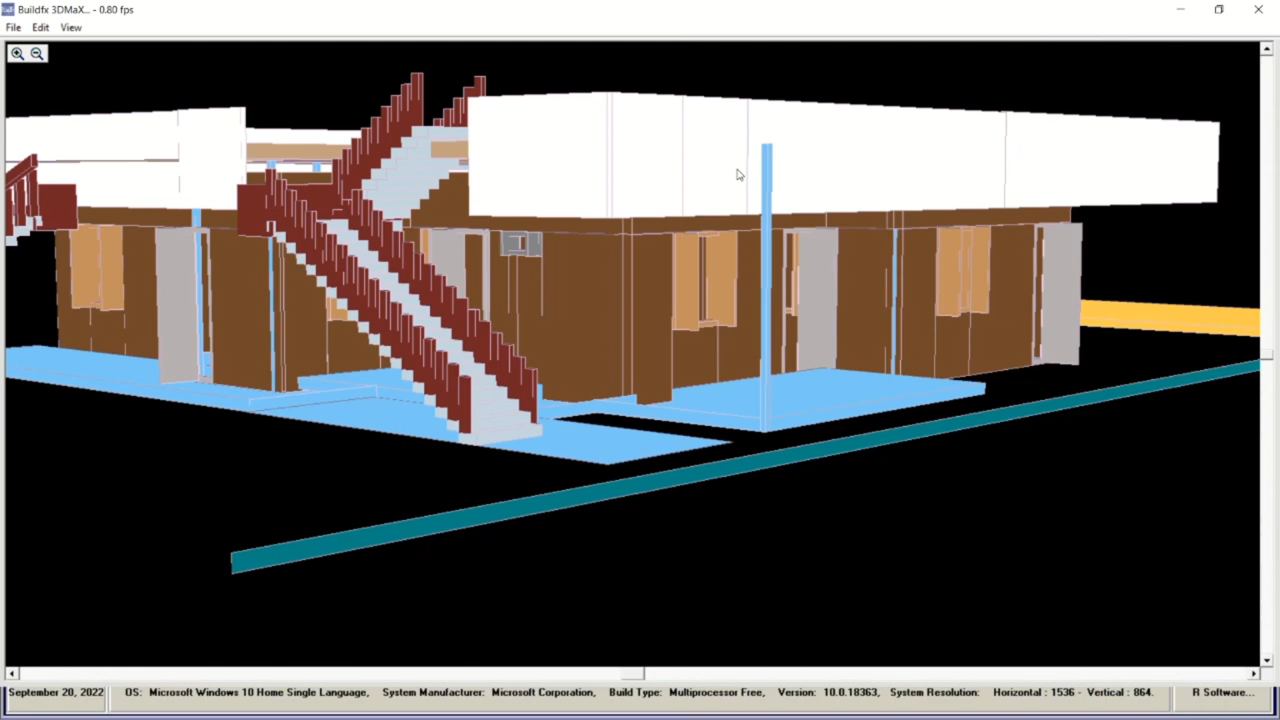 Buildfx 3DMaX... - 0.80 fps
File Edit View
September 20, 2022 OS: Microsoft Windows 10 Home Single Language, System Manufacturer: Microsoft Corporation, Build Type: Multiprocessor Free, Version: 10.0.18363, System Resolution: Horizontal : 1536 - Vertical : 864. R Software...